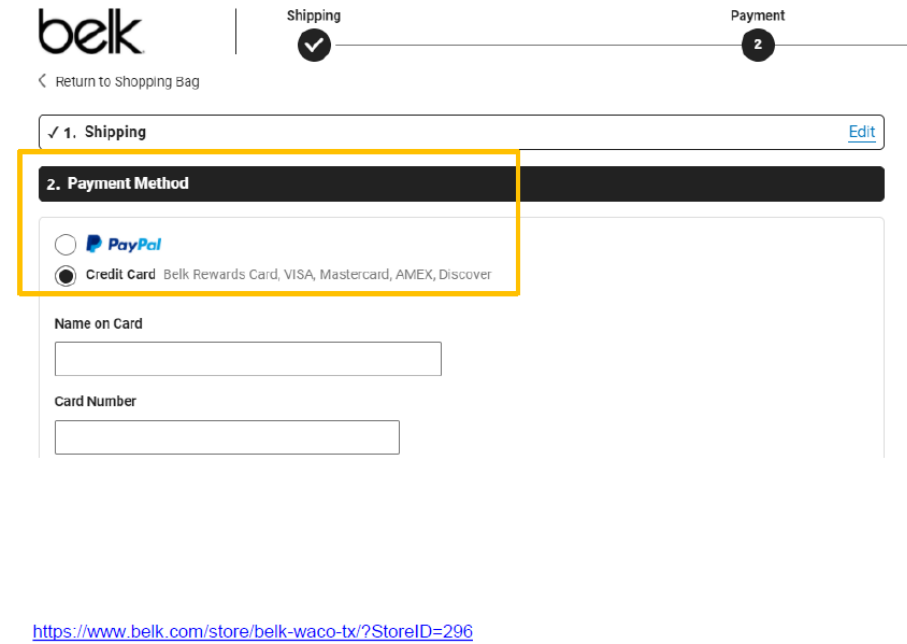 belk
Shipping
Payment
2
Return to Shopping Bag
✓ 1. Shipping
Edit
2. Payment Method
PayPal
Credit Card Belk Rewards Card, VISA, Mastercard, AMEX, Discover
Name on Card
Card Number
https://www.belk.com/store/belk-waco-tx/?StoreID=296